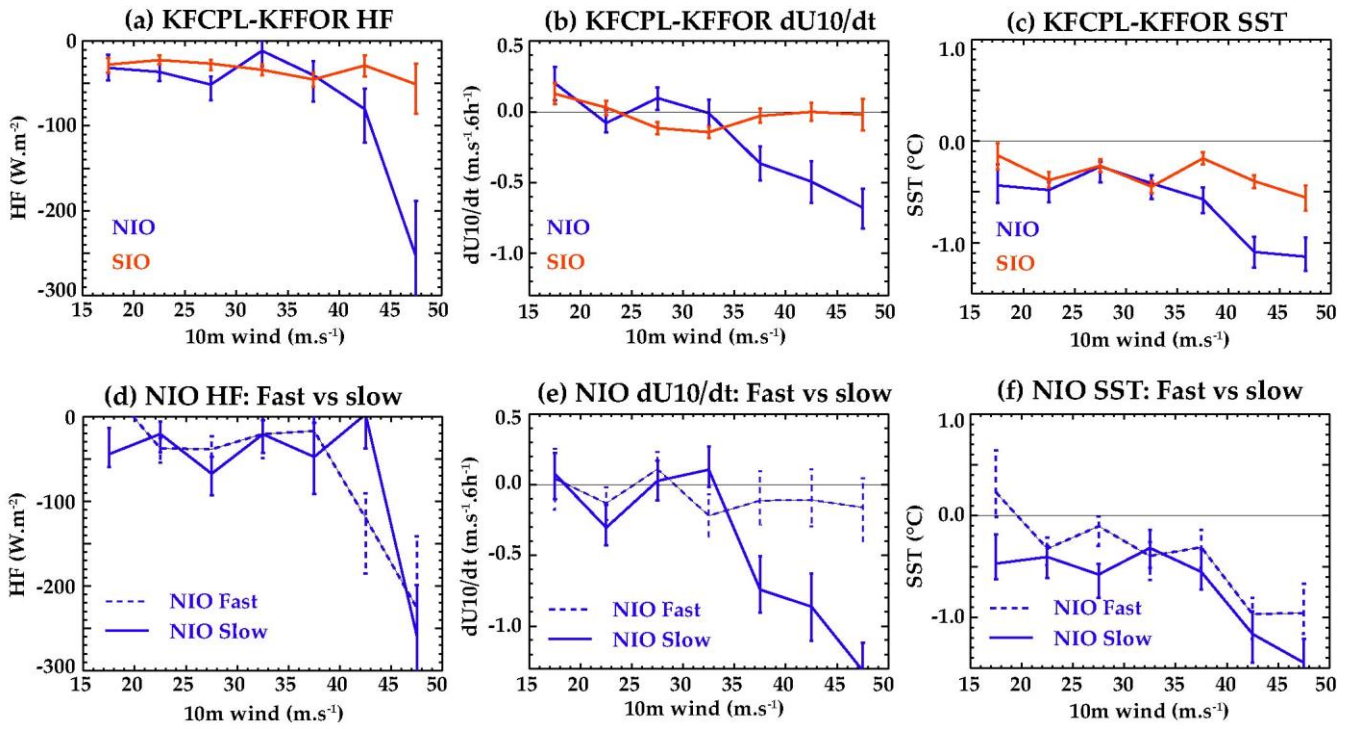 (a) KFCPL-KFFOR HF
0
-100
-200
-300
HF (W.m⁻²)
NIO
SIO
15 20 25 30 35 40 45 50
10m wind (m.s⁻¹)
(b) KFCPL-KFFOR dU10/dt
0.5
0.0
-0.5
-1.0
dU10/dt (m.s⁻¹.6h⁻¹)
NIO
SIO
15 20 25 30 35 40 45 50
10m wind (m.s⁻¹)
(c) KFCPL-KFFOR SST
1.0
0.0
-1.0
SST (°C)
NIO
SIO
15 20 25 30 35 40 45 50
10m wind (m.s⁻¹)
(d) NIO HF: Fast vs slow
0
-100
-200
-300
HF (W.m⁻²)
NIO Fast
NIO Slow
15 20 25 30 35 40 45 50
10m wind (m.s⁻¹)
(e) NIO dU10/dt: Fast vs slow
0.5
0.0
-0.5
-1.0
dU10/dt (m.s⁻¹.6h⁻¹)
NIO Fast
NIO Slow
15 20 25 30 35 40 45 50
10m wind (m.s⁻¹)
(f) NIO SST: Fast vs slow
1.0
0.0
-1.0
SST (°C)
NIO Fast
NIO Slow
15 20 25 30 35 40 45 50
10m wind (m.s⁻¹)